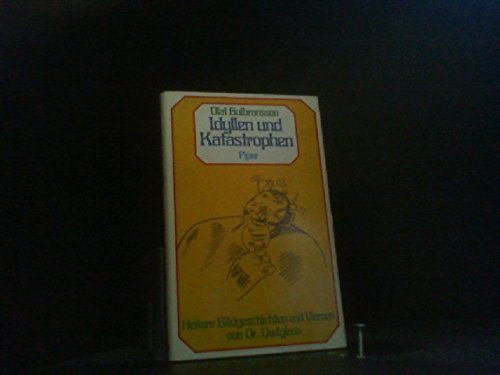 Olaf Gulbransson
Idyllen und
Katastrophen
Piper
Heitere Bildgeschichten mit Versen
von Dr. Owlglass